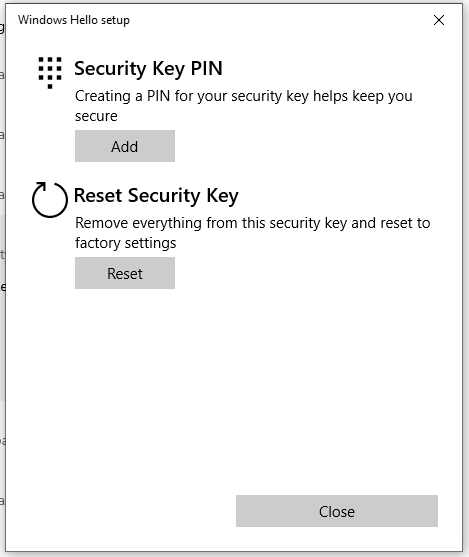 Windows Hello setup
Security Key PIN
Creating a PIN for your security key helps keep you
secure
Add
Reset Security Key
Remove everything from this security key and reset to
factory settings
Reset
Close